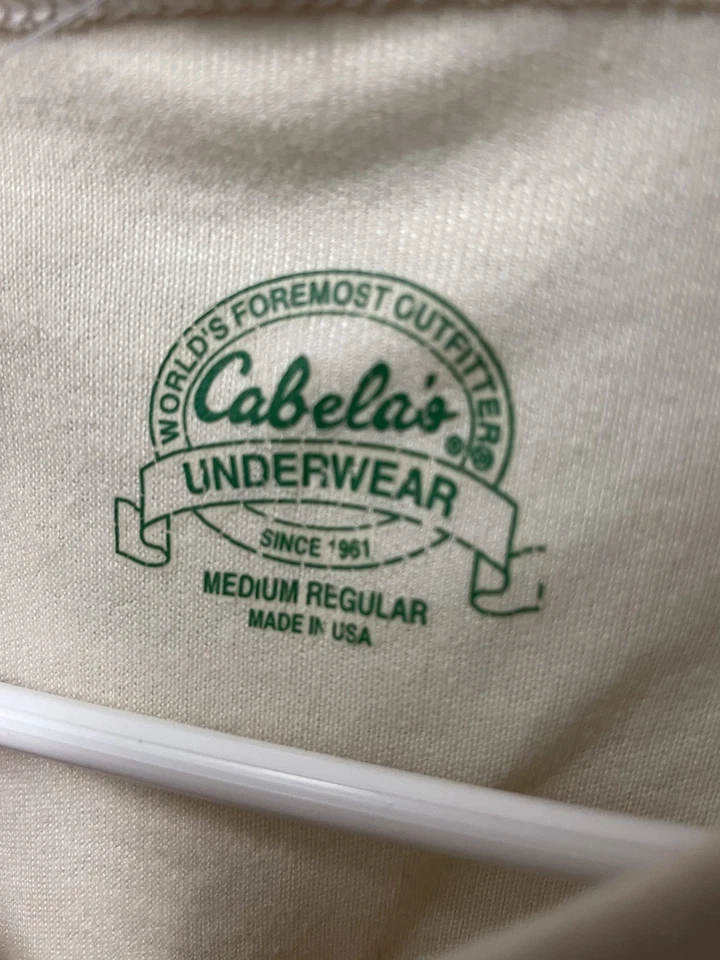 WORLD'S FOREMOST OUTFITTER®
Cabela's®
UNDERWEAR
SINCE 1961
MEDIUM REGULAR
MADE IN USA